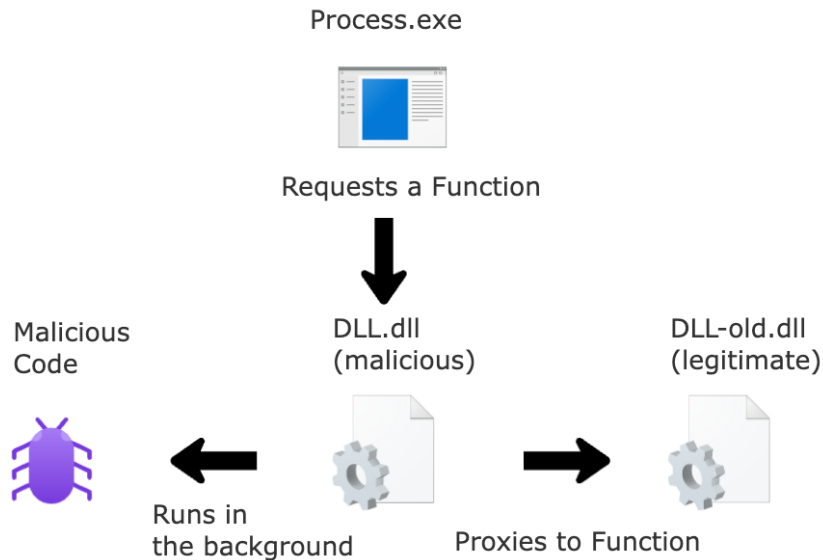 Process.exe
Requests a Function
Malicious
Code
DLL.dll
(malicious)
DLL-old.dll
(legitimate)
Runs in
the background
Proxies to Function